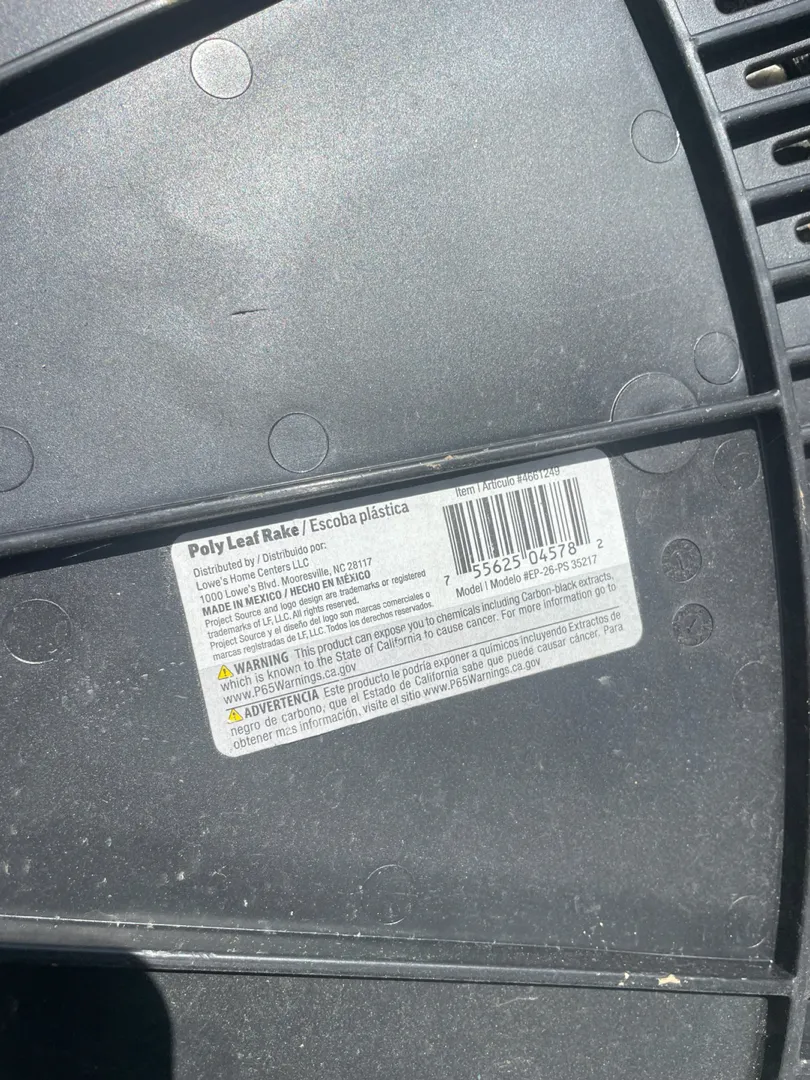 Poly Leaf Rake / Escoba plástica
Distributed by / Distribuido por:
Lowe's Home Centers LLC
1000 Lowe's Blvd. Mooresville, NC 28117
MADE IN MEXICO / HECHO EN MÉXICO
Project Source and logo design are trademarks or registered
trademarks of LF, LLC. All rights reserved.
Project Source y el diseño del logo son marcas comerciales o
marcas registradas de LF, LLC. Todos los derechos reservados.
Item | Artículo #4661249
7 55625 04578 2
Model | Modelo #EP-26-PS 35217
WARNING This product can expose you to chemicals including Carbon-black extracts,
which is known to the State of California to cause cancer. For more information go to
www.P65Warnings.ca.gov
ADVERTENCIA Este producto le podría exponer a químicos incluyendo Extractos de
negro de carbono, que el Estado de California sabe que puede causar cáncer. Para
obtener más información, visite el sitio www.P65Warnings.ca.gov